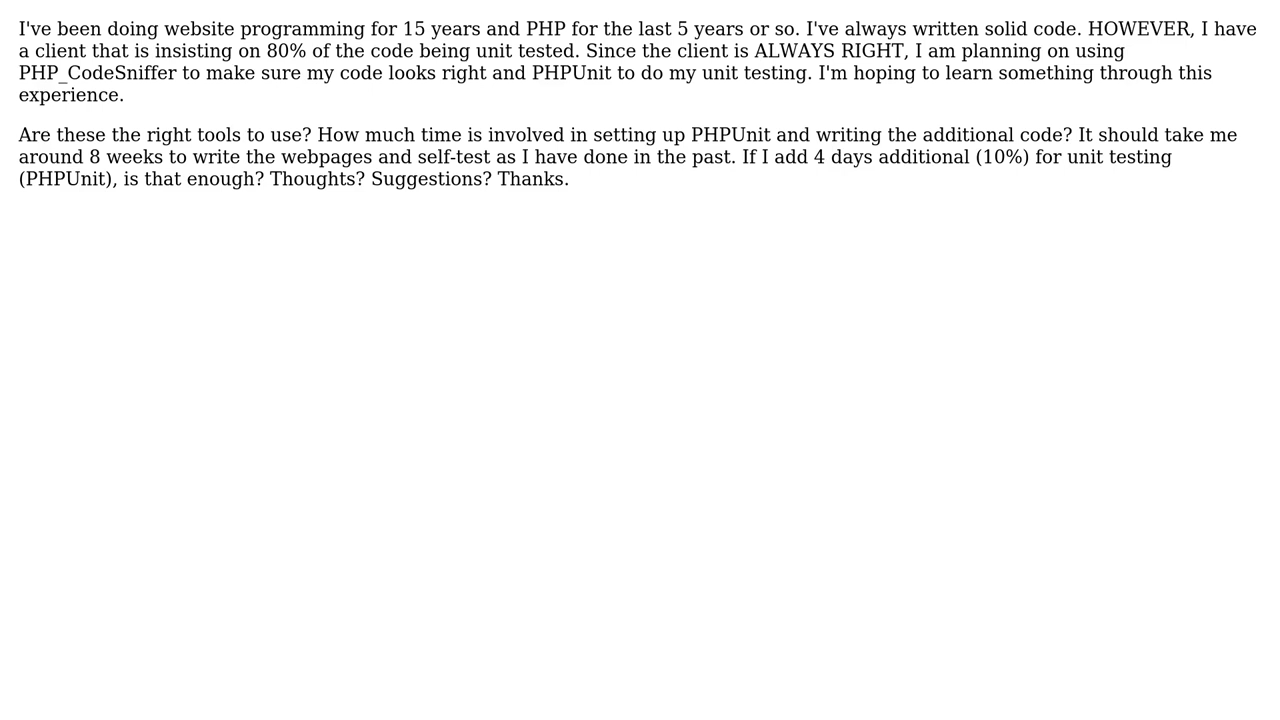 I've been doing website programming for 15 years and PHP for the last 5 years or so. I've always written solid code. HOWEVER, I have
a client that is insisting on 80% of the code being unit tested. Since the client is ALWAYS RIGHT, I am planning on using
PHP_CodeSniffer to make sure my code looks right and PHPUnit to do my unit testing. I'm hoping to learn something through this
experience.
Are these the right tools to use? How much time is involved in setting up PHPUnit and writing the additional code? It should take me
around 8 weeks to write the webpages and self-test as I have done in the past. If I add 4 days additional (10%) for unit testing
(PHPUnit), is that enough? Thoughts? Suggestions? Thanks.